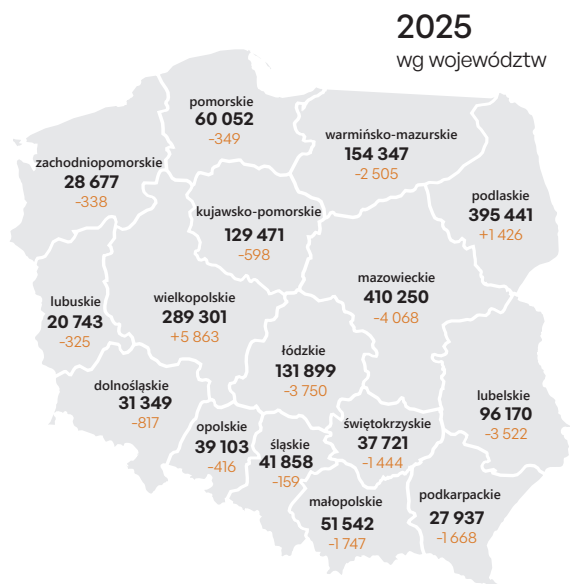 2025
wg województw
pomorskie
60 052
-349
warmińsko-mazurskie
154 347
-2 505
zachodniopomorskie
28 677
-338
podlaskie
395 441
+1 426
kujawsko-pomorskie
129 471
-598
mazowieckie
410 250
-4 068
lubuskie
20 743
-325
wielkopolskie
289 301
+5 863
łódzkie
131 899
-3 750
dolnośląskie
31 349
-817
lubelskie
96 170
-3 522
opolskie
39 103
-416
śląskie
41 858
-159
świętokrzyskie
37 721
-1 444
małopolskie
51 542
-1 747
podkarpackie
27 937
-1 668